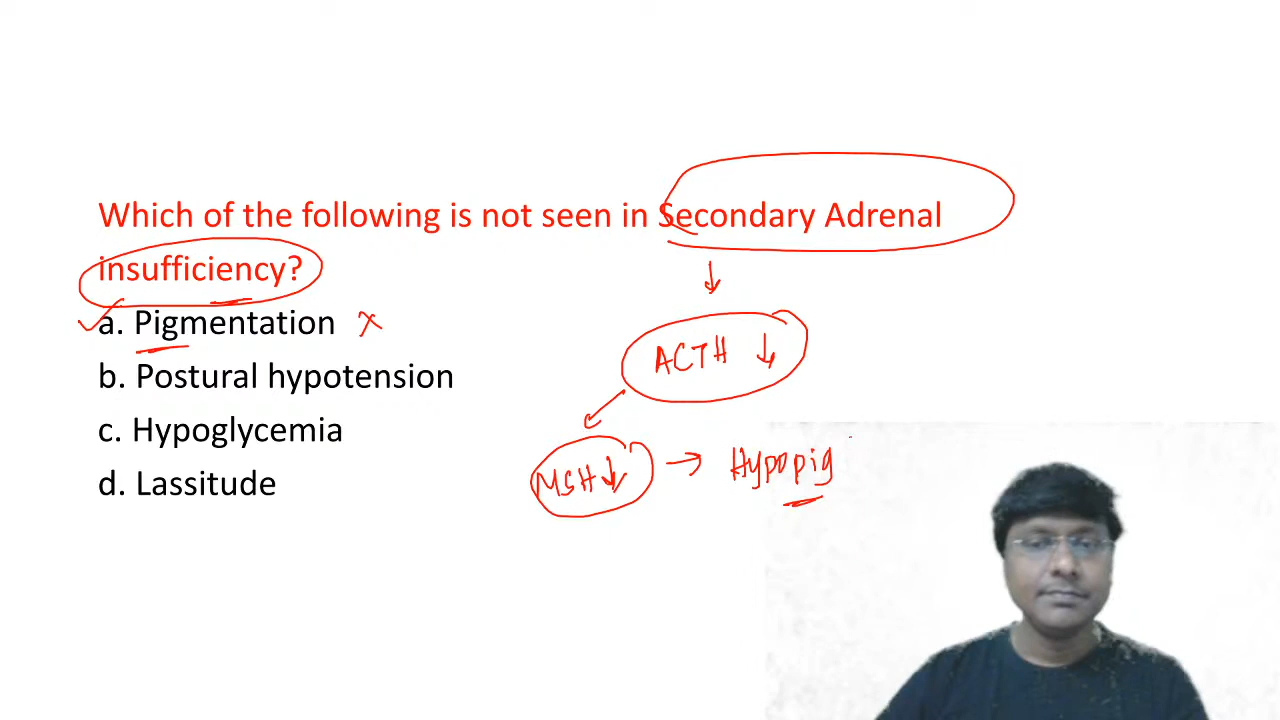 Which of the following is not seen in Secondary Adrenal
insufficiency?
a. Pigmentation x
b. Postural hypotension
c. Hypoglycemia
d. Lassitude
↓
ACTH ↓
MSH↓ → Hypopig